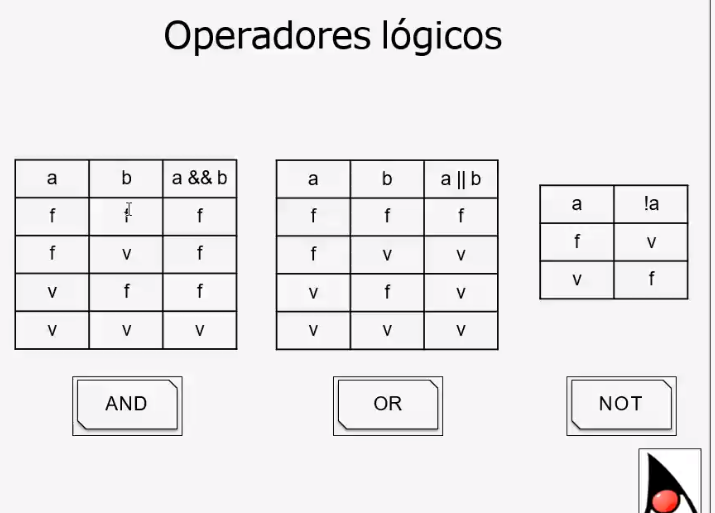 Operadores lógicos
a b a && b
f f f
f v f
v f f
v v v
AND
a b a || b
f f f
f v v
v f v
v v v
OR
a !a
f v
v f
NOT